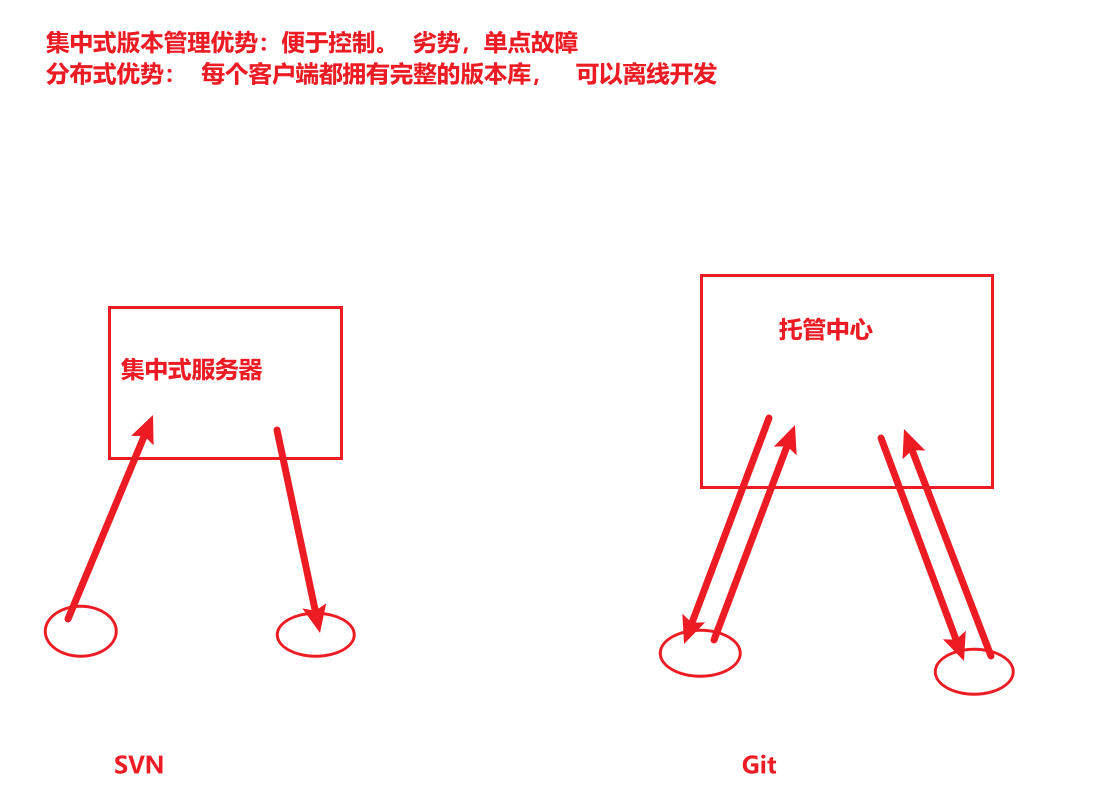 集中式版本管理优势：便于控制。 劣势，单点故障
分布式优势： 每个客户端都拥有完整的版本库， 可以离线开发
托管中心
集中式服务器
SVN
Git